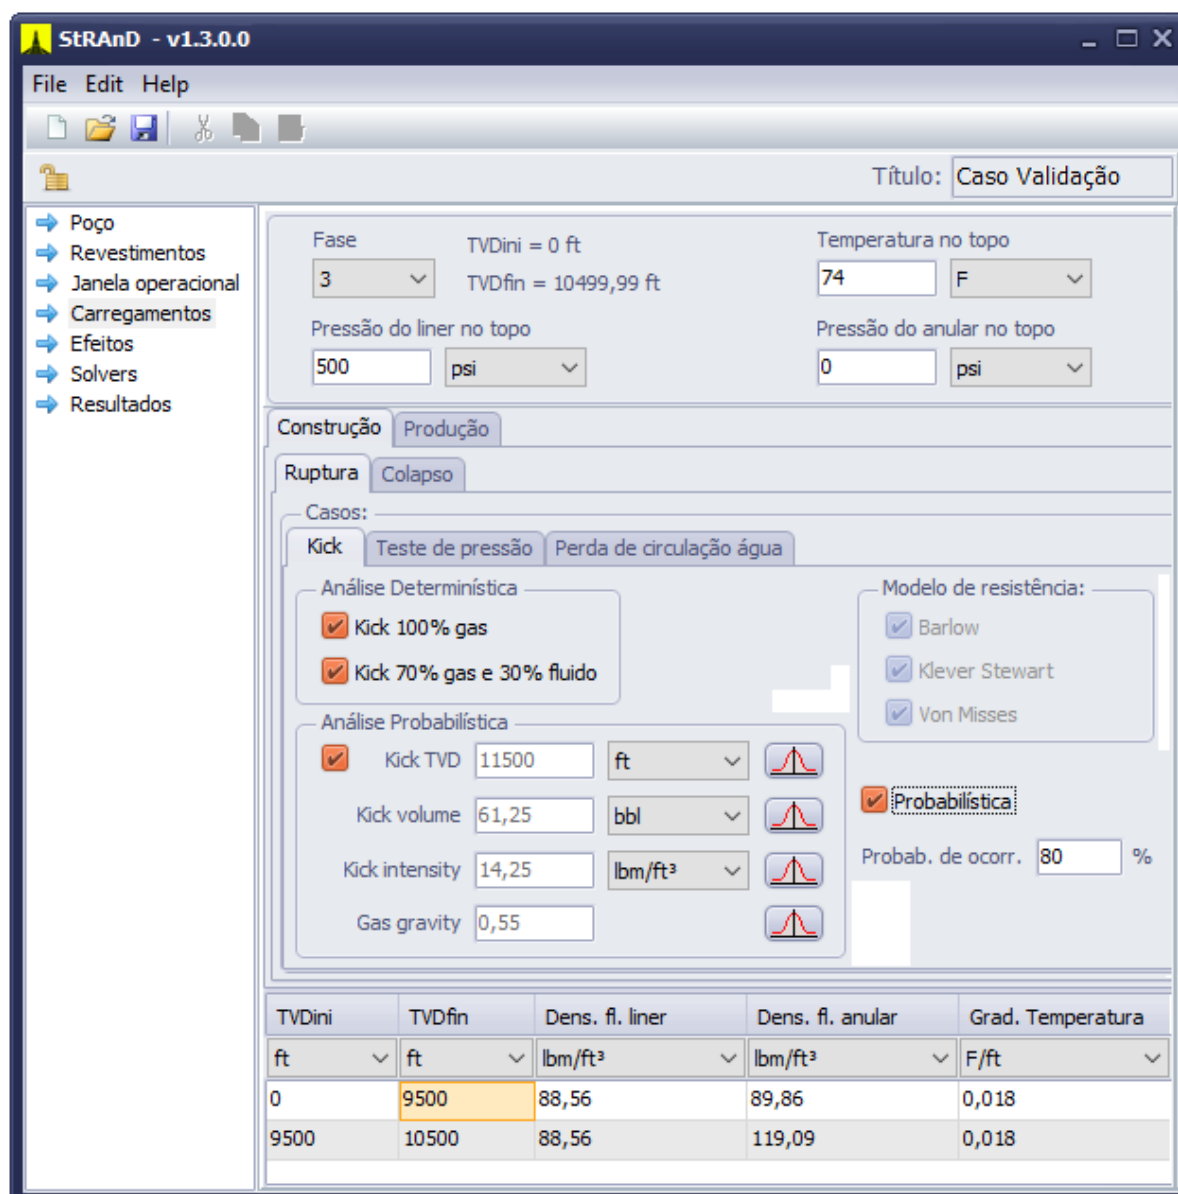 StRAnD - v1.3.0.0
File Edit Help
Título: Caso Validação
Poço
Revestimentos
Janela operacional
Carregamentos
Efeitos
Solvers
Resultados
Fase TVDini = 0 ft Temperatura no topo
3 TVDfin = 10499,99 ft 74 F
Pressão do liner no topo Pressão do anular no topo
500 psi 0 psi
Construção Produção
Ruptura Colapso
Casos:
Kick Teste de pressão Perda de circulação água
Análise Determinística Modelo de resistência:
Kick 100% gas Barlow
Kick 70% gas e 30% fluido Klever Stewart
Von Misses
Análise Probabilística
Kick TVD 11500 ft
Probabilística
Kick volume 61,25 bbl
Probab. de ocorr. 80 %
Kick intensity 14,25 lbm/ft³
Gas gravity 0,55
TVDini TVDfin Dens. fl. liner Dens. fl. anular Grad. Temperatura
ft ft lbm/ft³ lbm/ft³ F/ft
0 9500 88,56 89,86 0,018
9500 10500 88,56 119,09 0,018